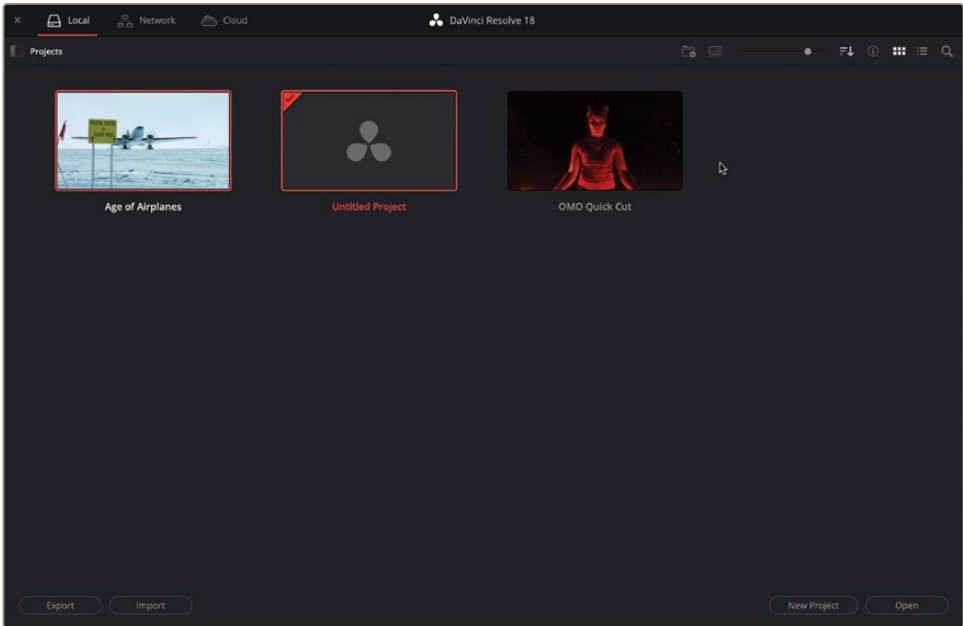 Local
Network
Cloud
DaVinci Resolve 18
Projects
Age of Airplanes
Untitled Project
OMO Quick Cut
Export
Import
New Project
Open